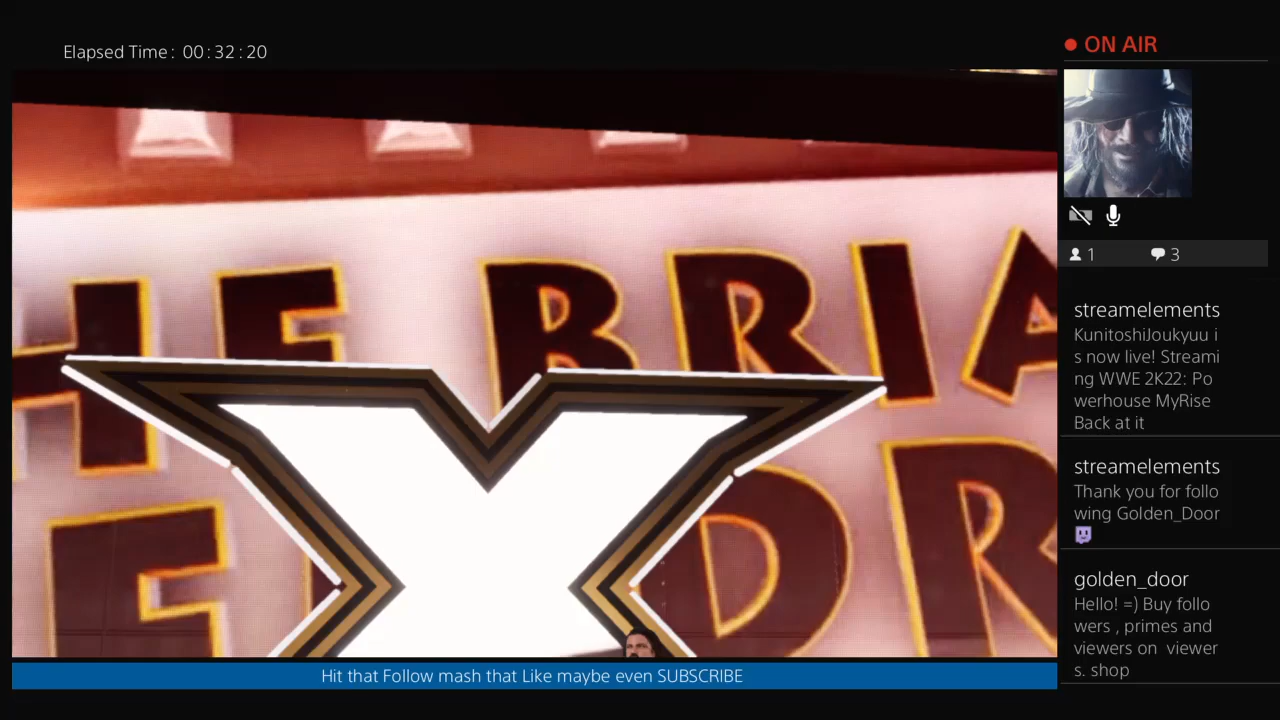 Elapsed Time: 00:32:20
ON AIR
HE BRIA
E DR
X
1 3
streamelements
KunitoshiJoukyuu i
s now live! Streami
ng WWE 2K22: Po
werhouse MyRise
Back at it
streamelements
Thank you for follo
wing Golden_Door
golden_door
Hello! =) Buy follo
wers , primes and
viewers on viewer
s. shop
Hit that Follow mash that Like maybe even SUBSCRIBE